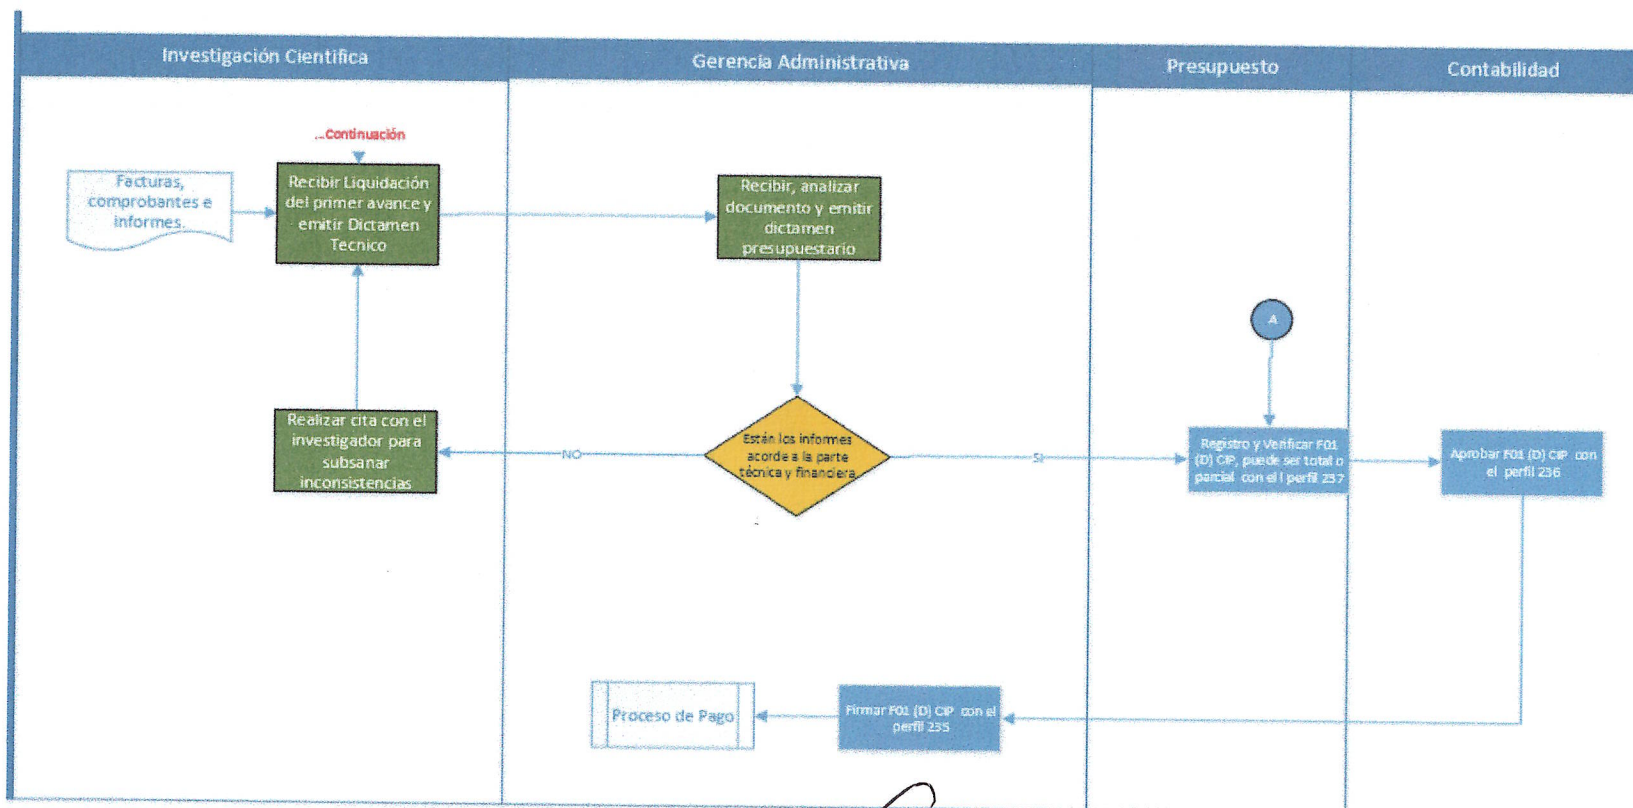 Investigación Cientifica
Gerencia Administrativa
Presupuesto
Contabilidad
...Continuación
Facturas,
comprobantes e
informes.
Recibir Liquidación
del primer avance y
emitir Dictamen
Tecnico
Recibir, analizar
documento y emitir
dictamen
presupuestario
A
Realizar cita con el
investigador para
subsanar
inconsistencias
NO
Están los informes
acorde a la parte
técnica y financiera
SI
Registro y Verificar F01
(D) CIP, puede ser total o
parcial con el l perfil 237
Aprobar F01 (D) CIP con
el perfil 236
Proceso de Pago
Firmar F01 (D) CIP con el
perfil 235